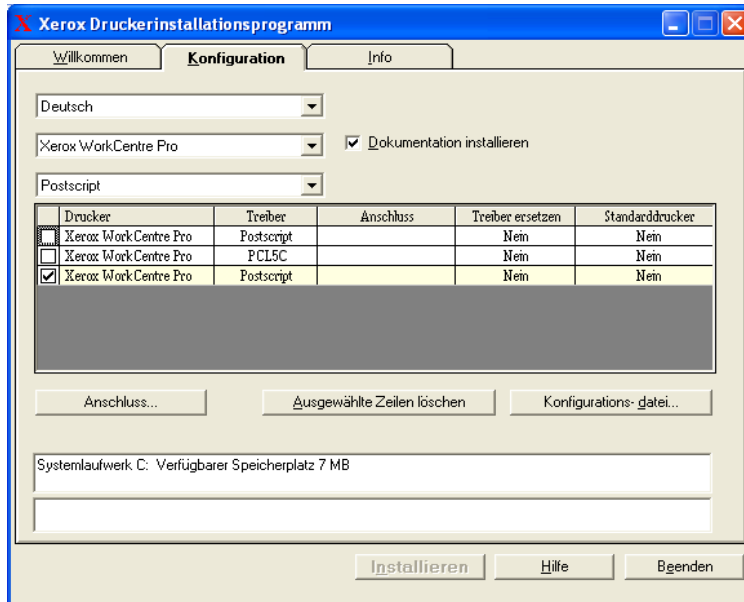 X Xerox Druckerinstallationsprogramm
Willkommen Konfiguration Info
Deutsch
Xerox WorkCentre Pro Dokumentation installieren
Postscript
Drucker Treiber Anschluss Treiber ersetzen Standarddrucker
Xerox WorkCentre Pro Postscript Nein Nein
Xerox WorkCentre Pro PCL5C Nein Nein
Xerox WorkCentre Pro Postscript Nein Nein
Anschluss... Ausgewählte Zeilen löschen Konfigurations- datei...
Systemlaufwerk C: Verfügbarer Speicherplatz 7 MB
Installieren Hilfe Beenden